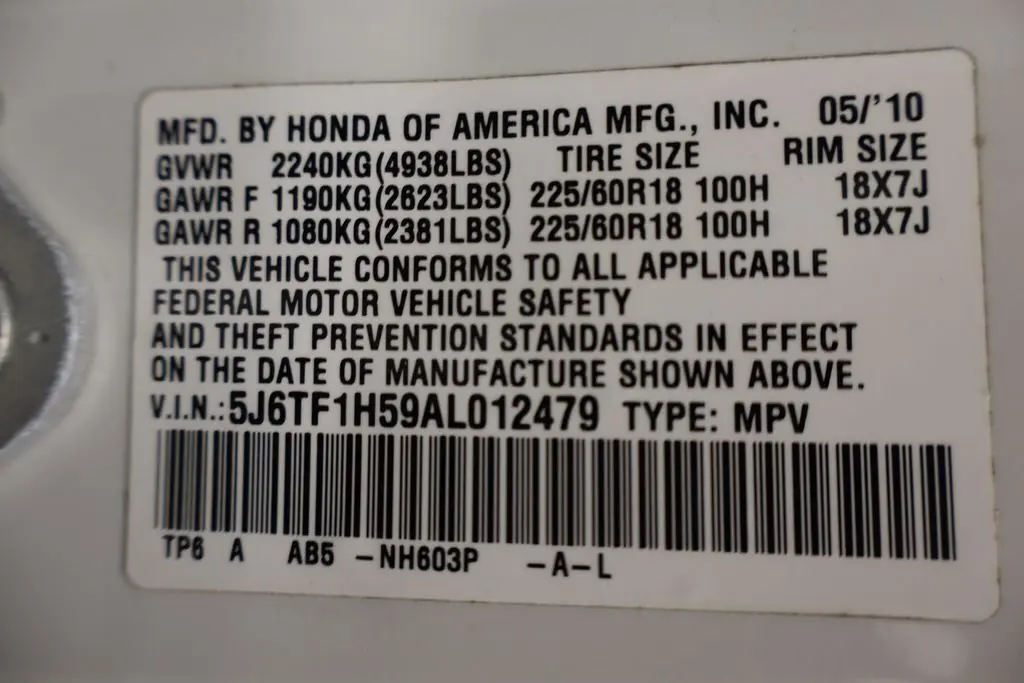 MFD. BY HONDA OF AMERICA MFG., INC. 05/'10
GVWR 2240KG(4938LBS) TIRE SIZE RIM SIZE
GAWR F 1190KG(2623LBS) 225/60R18 100H 18X7J
GAWR R 1080KG(2381LBS) 225/60R18 100H 18X7J
THIS VEHICLE CONFORMS TO ALL APPLICABLE
FEDERAL MOTOR VEHICLE SAFETY
AND THEFT PREVENTION STANDARDS IN EFFECT
ON THE DATE OF MANUFACTURE SHOWN ABOVE.
V.I.N.:5J6TF1H59AL012479 TYPE: MPV
TP6 A AB5 -NH603P -A-L